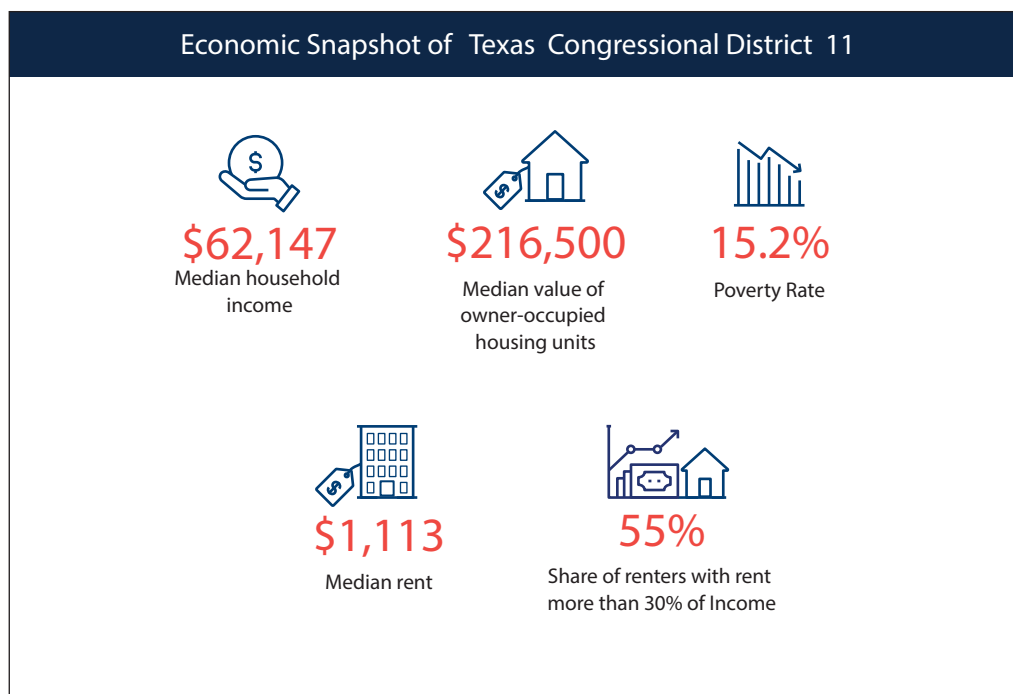 Economic Snapshot of Texas Congressional District 11
$
$
$62,147
Median household
income
$216,500
Median value of
owner-occupied
housing units
15.2%
Poverty Rate
$
$1,113
Median rent
55%
Share of renters with rent
more than 30% of Income